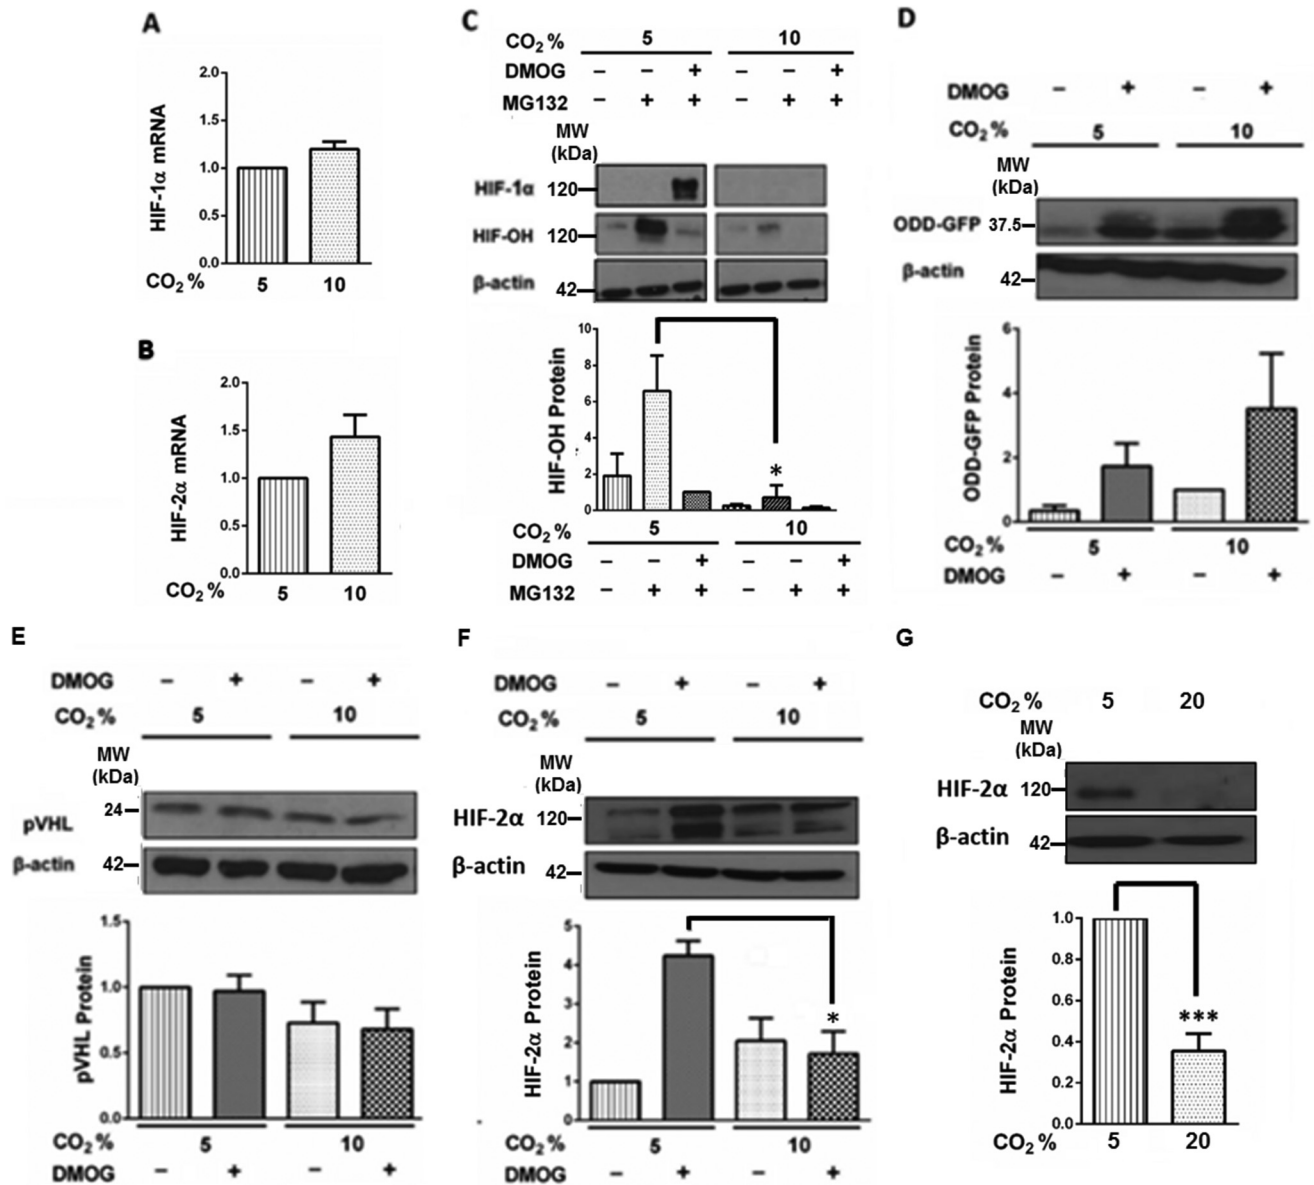 A
HIF-1α mRNA
2.0
1.5
1.0
0.5
0.0
CO2 % 5 10
B
HIF-2α mRNA
2.0
1.5
1.0
0.5
0.0
CO2 % 5 10
C
CO2 % 5 10
DMOG – – + – – +
MG132 – + + – + +
MW
(kDa)
HIF-1α 120
HIF-OH 120
β-actin 42
HIF-OH Protein
10
8
6
4
2
0
*
CO2 % 5 10
DMOG – – + – – +
MG132 – + + – + +
D
DMOG – + – +
CO2 % 5 10
MW
(kDa)
ODD-GFP 37.5
β-actin 42
ODD-GFP Protein
6
4
2
0
CO2 % 5 10
DMOG – + – +
E
DMOG – + – +
CO2 % 5 10
MW
(kDa)
pVHL 24
β-actin 42
pVHL Protein
1.5
1.0
0.5
0.0
CO2 % 5 10
DMOG – + – +
F
DMOG – + – +
CO2 % 5 10
MW
(kDa)
HIF-2α 120
β-actin 42
HIF-2α Protein
5
4
3
2
1
0
*
CO2 % 5 10
DMOG – + – +
G
CO2 % 5 20
MW
(kDa)
HIF-2α 120
β-actin 42
HIF-2α Protein
1.0
0.8
0.6
0.4
0.2
0.0
***
CO2 % 5 20